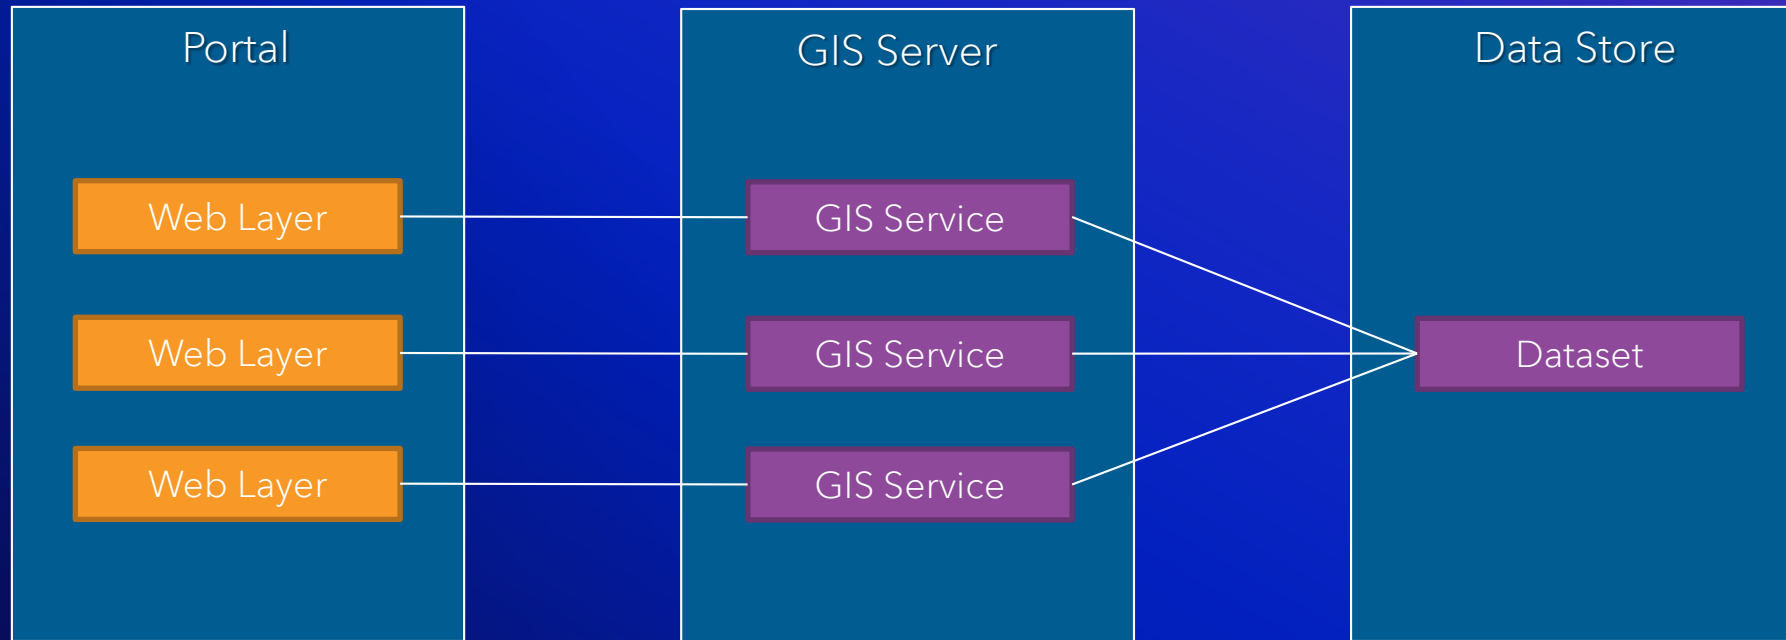 Portal
GIS Server
Data Store
Web Layer
GIS Service
Web Layer
GIS Service
Dataset
Web Layer
GIS Service